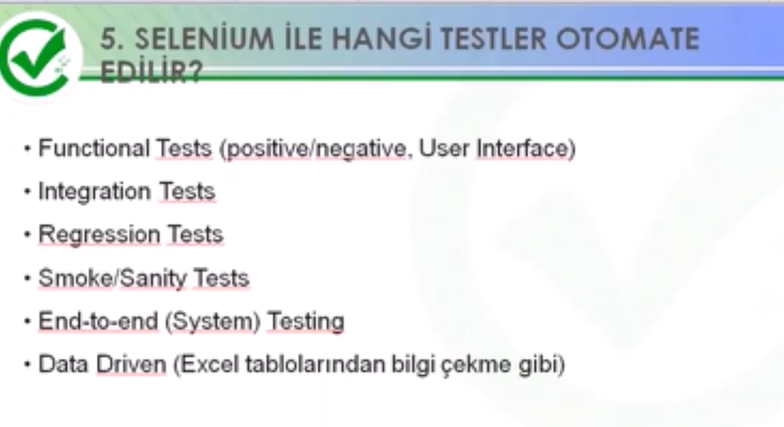 5. SELENİUM İLE HANGİ TESTLER OTOMATE
EDİLİR?
• Functional Tests (positive/negative, User Interface)
• Integration Tests
• Regression Tests
• Smoke/Sanity Tests
• End-to-end (System) Testing
• Data Driven (Excel tablolarından bilgi çekme gibi)